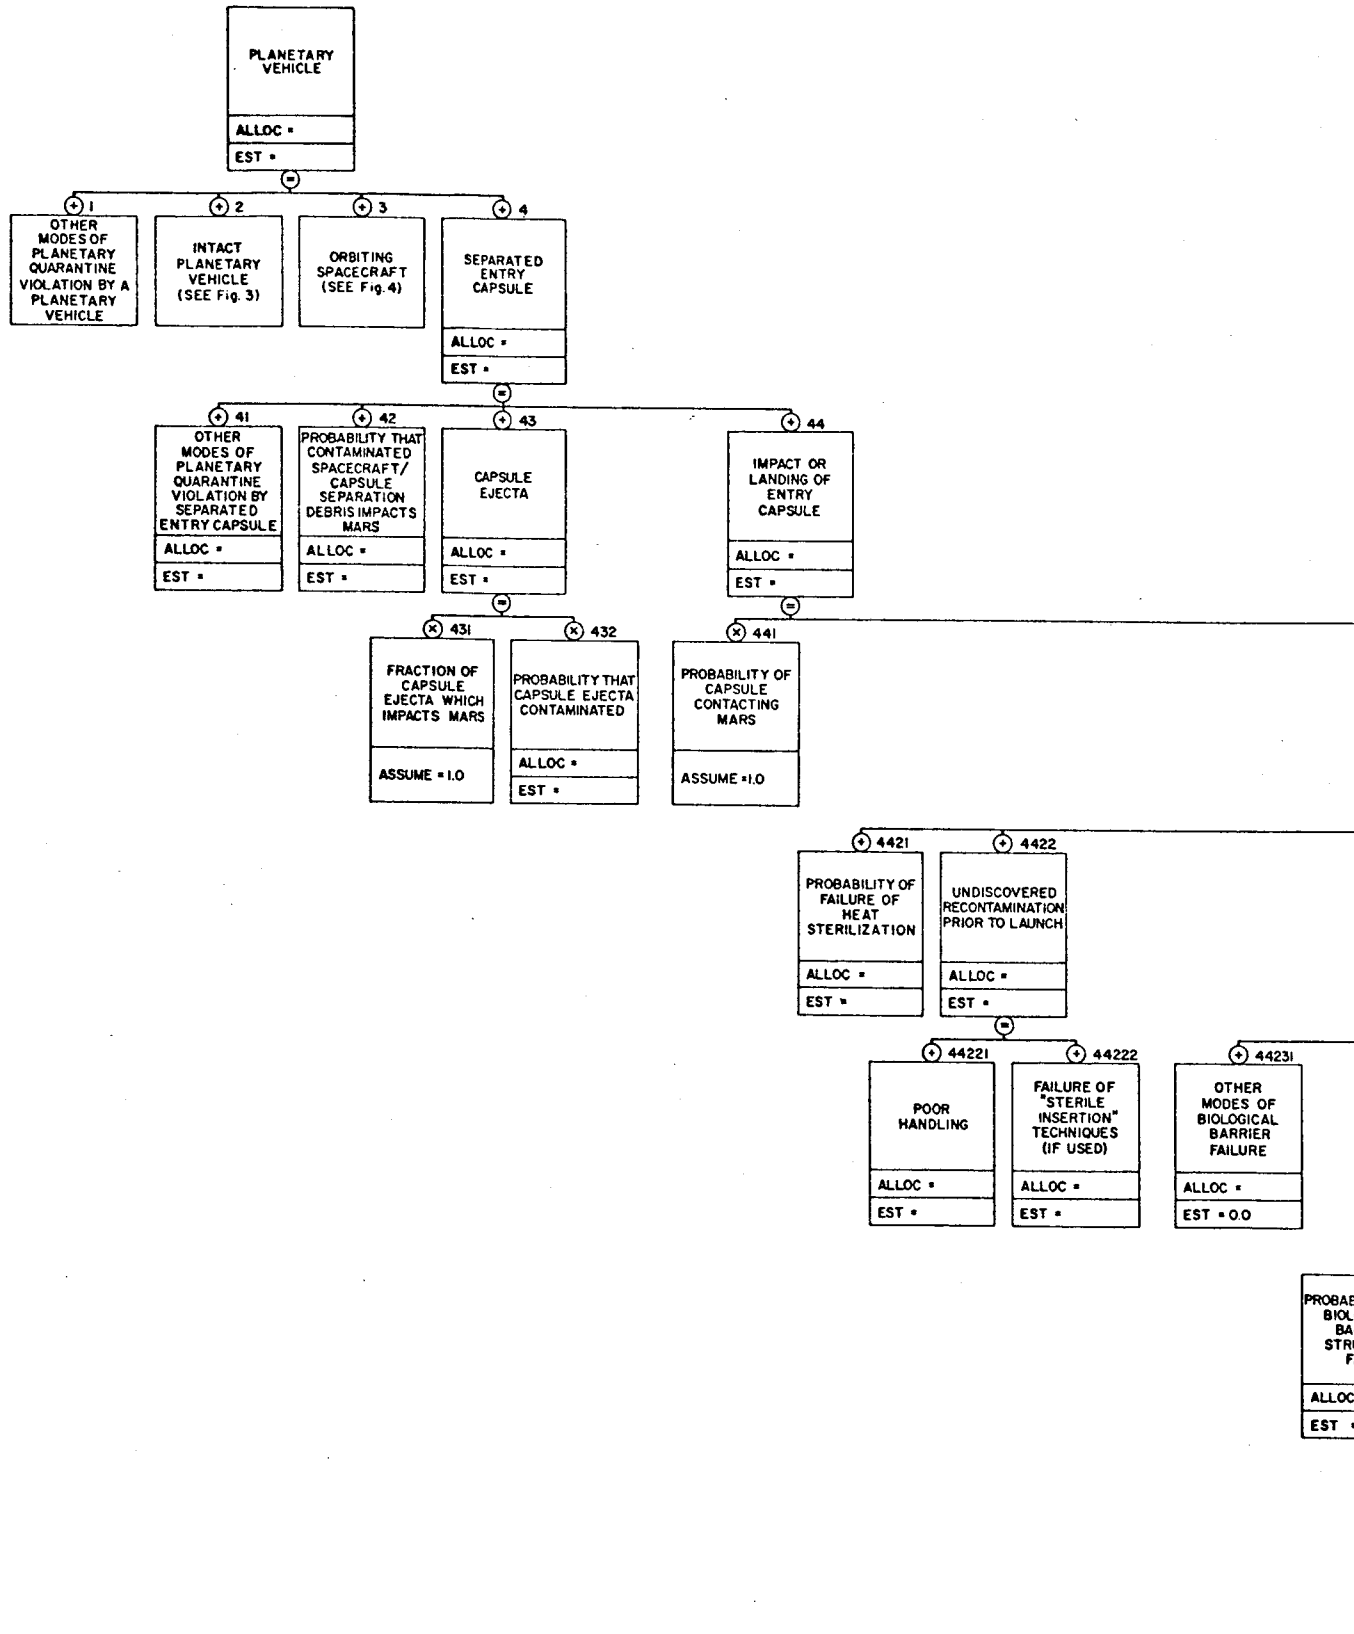 PLANETARY
VEHICLE
ALLOC =
EST =
=
+ 1
OTHER
MODES OF
PLANETARY
QUARANTINE
VIOLATION BY A
PLANETARY
VEHICLE
+ 2
INTACT
PLANETARY
VEHICLE
(SEE Fig. 3)
+ 3
ORBITING
SPACECRAFT
(SEE Fig. 4)
+ 4
SEPARATED
ENTRY
CAPSULE
ALLOC =
EST =
=
+ 41
OTHER
MODES OF
PLANETARY
QUARANTINE
VIOLATION BY
SEPARATED
ENTRY CAPSULE
ALLOC =
EST =
+ 42
PROBABILITY THAT
CONTAMINATED
SPACECRAFT/
CAPSULE
SEPARATION
DEBRIS IMPACTS
MARS
ALLOC =
EST =
+ 43
CAPSULE
EJECTA
ALLOC =
EST =
=
+ 44
IMPACT OR
LANDING OF
ENTRY
CAPSULE
ALLOC =
EST =
=
× 431
FRACTION OF
CAPSULE
EJECTA WHICH
IMPACTS MARS
ASSUME = 1.0
× 432
PROBABILITY THAT
CAPSULE EJECTA
CONTAMINATED
ALLOC =
EST =
× 441
PROBABILITY OF
CAPSULE
CONTACTING
MARS
ASSUME = 1.0
+ 4421
PROBABILITY OF
FAILURE OF
HEAT
STERILIZATION
ALLOC =
EST =
+ 4422
UNDISCOVERED
RECONTAMINATION
PRIOR TO LAUNCH
ALLOC =
EST =
=
+ 44221
POOR
HANDLING
ALLOC =
EST =
+ 44222
FAILURE OF
"STERILE
INSERTION"
TECHNIQUES
(IF USED)
ALLOC =
EST =
+ 44231
OTHER
MODES OF
BIOLOGICAL
BARRIER
FAILURE
ALLOC =
EST = 0.0
PROBAB
BIOL
BA
STRU
F
ALLOC
EST =